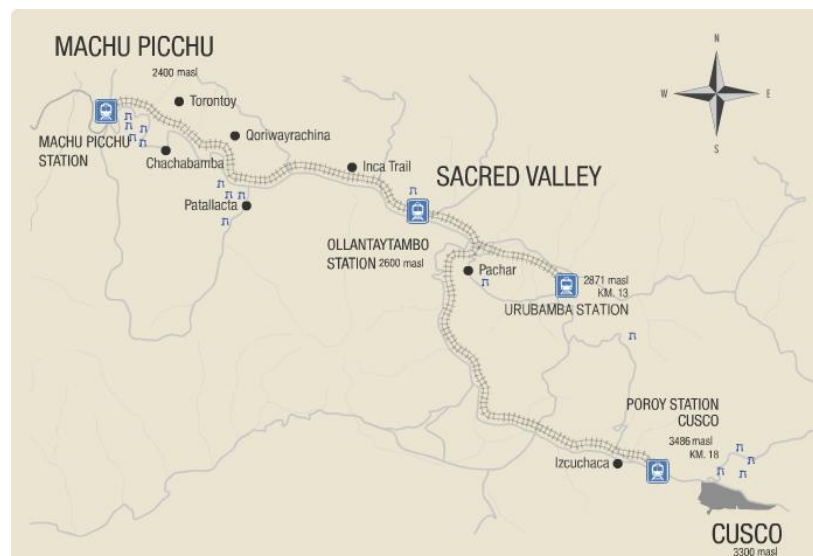 MACHU PICCHU
2400 masl
Torontoy
N
W
E
S
MACHU PICCHU
STATION
Qoriwayrachina
Chachabamba
Inca Trail
SACRED VALLEY
Patallacta
OLLANTAYTAMBO
STATION 2600 masl
Pachar
2871 masl
KM. 13
URUBAMBA STATION
POROY STATION
CUSCO
3486 masl
KM. 18
Izcuchaca
CUSCO
3300 masl